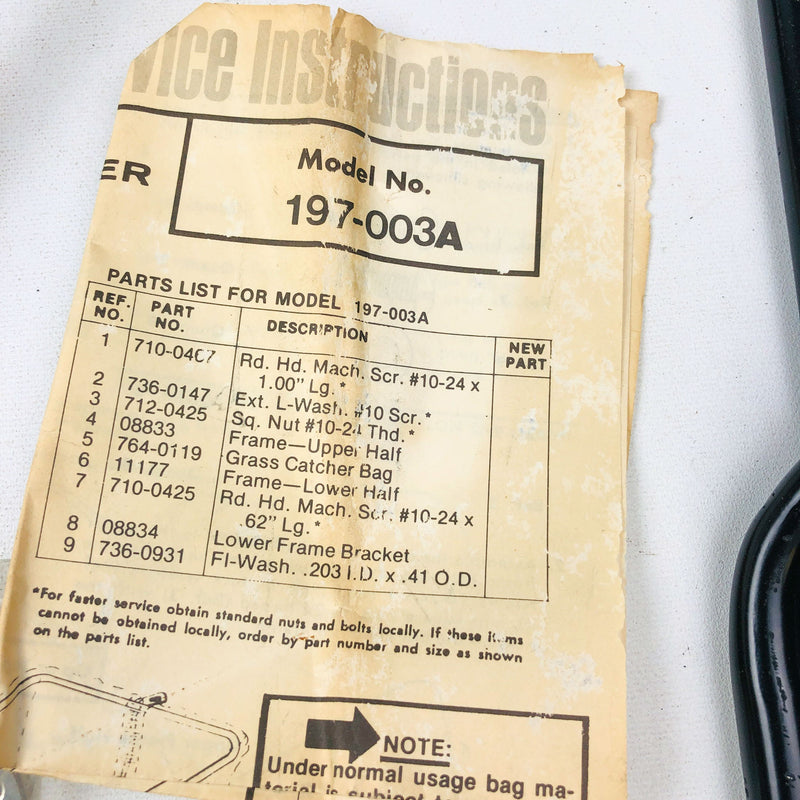 vice Instructions
ER
Model No.
197-003A
PARTS LIST FOR MODEL 197-003A
REF. NO. PART NO. DESCRIPTION NEW PART
1 710-0467 Rd. Hd. Mach. Scr. #10-24 x
1.00" Lg.*
2 736-0147 Ext. L-Wash. #10 Scr.*
3 712-0425 Sq. Nut #10-24 Thd.*
4 08833 Frame—Upper Half
5 764-0119 Grass Catcher Bag
6 11177 Frame—Lower Half
7 710-0425 Rd. Hd. Mach. Scr. #10-24 x
.62" Lg.*
8 08834 Lower Frame Bracket
9 736-0931 Fl-Wash. .203 I.D. x .41 O.D.
*For faster service obtain standard nuts and bolts locally. If these items
cannot be obtained locally, order by part number and size as shown
on the parts list.
NOTE:
Under normal usage bag ma-
terial is subject